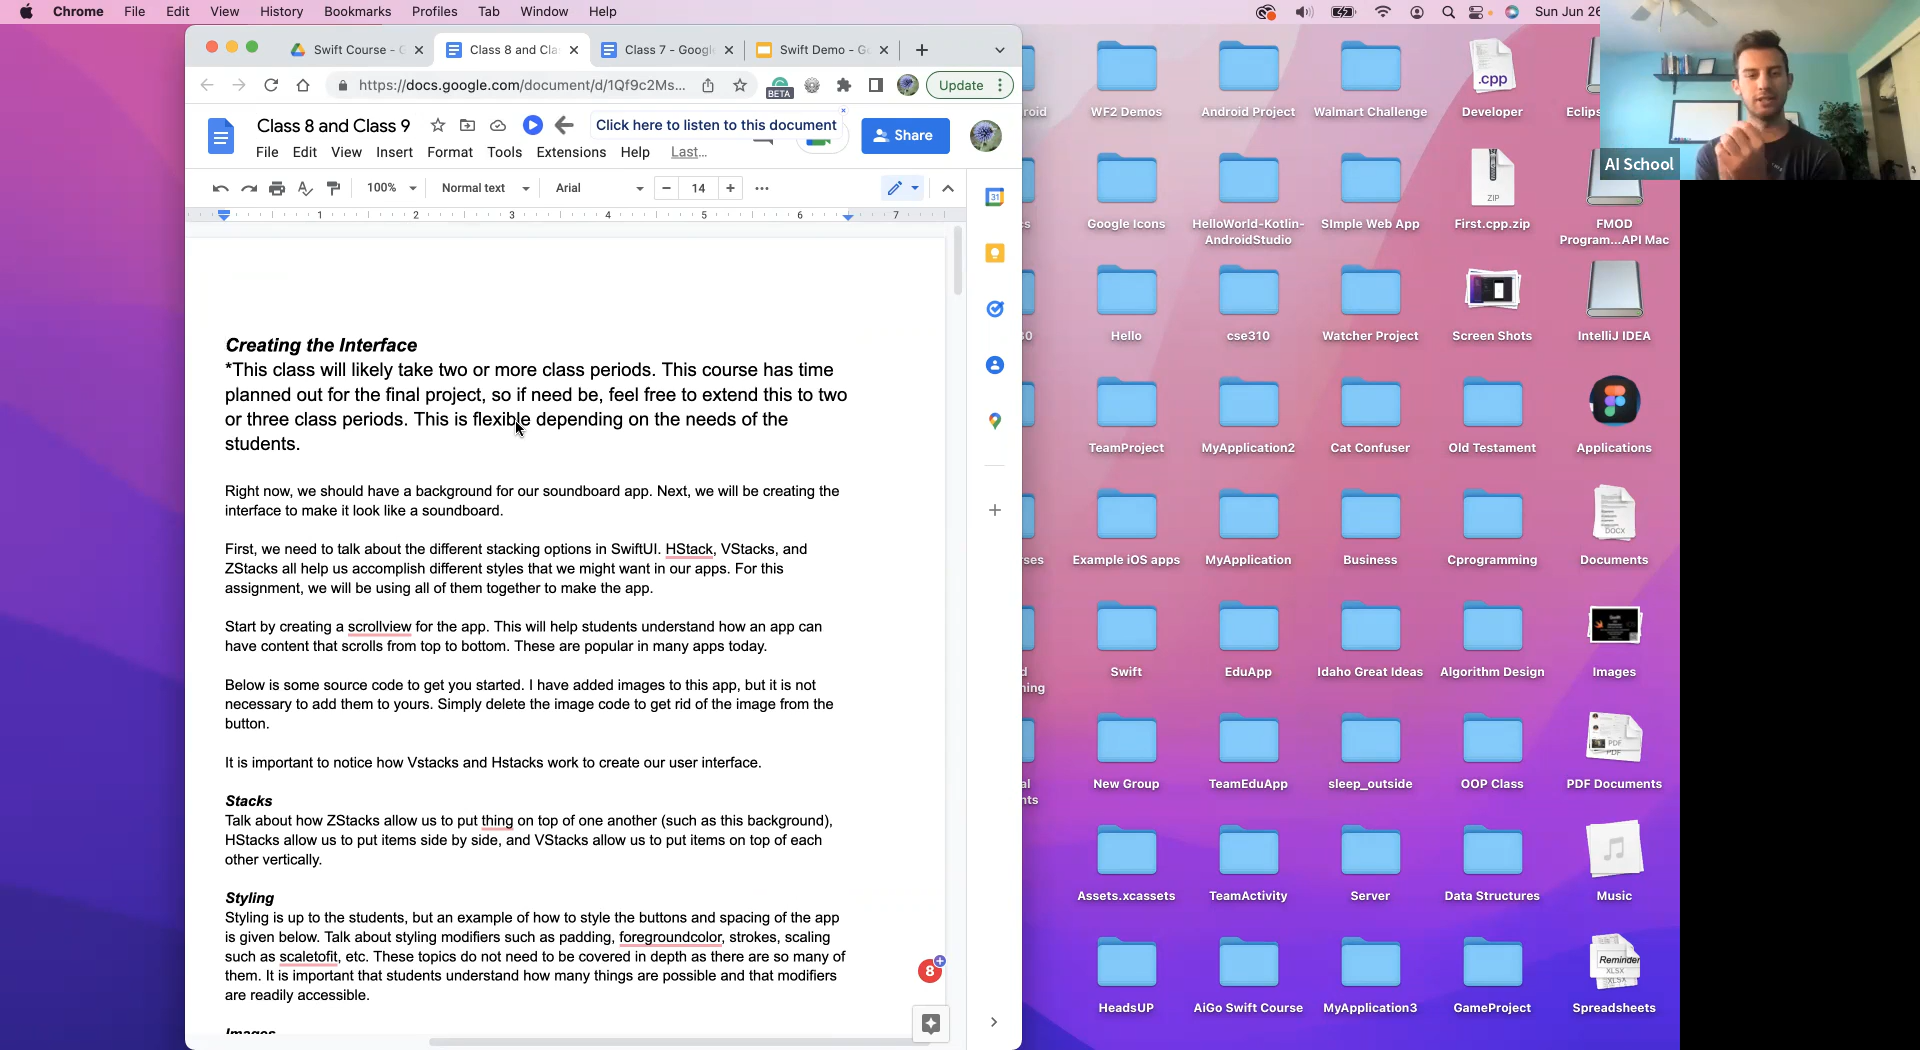 Chrome File Edit View History Bookmarks Profiles Tab Window Help
Sun Jun 26
Swift Course - G
Class 8 and Cla
Class 7 - Google
Swift Demo - Go
https://docs.google.com/document/d/1Qf9c2Ms...
BETA
Update
Class 8 and Class 9
Click here to listen to this document
Share
File Edit View Insert Format Tools Extensions Help Last...
100% Normal text Arial 14
1 2 3 4 5 6 7
31
Creating the Interface
*This class will likely take two or more class periods. This course has time
planned out for the final project, so if need be, feel free to extend this to two
or three class periods. This is flexible depending on the needs of the
students.
Right now, we should have a background for our soundboard app. Next, we will be creating the
interface to make it look like a soundboard.
First, we need to talk about the different stacking options in SwiftUI. HStack, VStacks, and
ZStacks all help us accomplish different styles that we might want in our apps. For this
assignment, we will be using all of them together to make the app.
Start by creating a scrollview for the app. This will help students understand how an app can
have content that scrolls from top to bottom. These are popular in many apps today.
Below is some source code to get you started. I have added images to this app, but it is not
necessary to add them to yours. Simply delete the image code to get rid of the image from the
button.
It is important to notice how Vstacks and Hstacks work to create our user interface.
Stacks
Talk about how ZStacks allow us to put thing on top of one another (such as this background),
HStacks allow us to put items side by side, and VStacks allow us to put items on top of each
other vertically.
Styling
Styling is up to the students, but an example of how to style the buttons and spacing of the app
is given below. Talk about styling modifiers such as padding, foregroundcolor, strokes, scaling
such as scaletofit, etc. These topics do not need to be covered in depth as there are so many of
them. It is important that students understand how many things are possible and that modifiers
are readily accessible.
Images
8
AI School
WF2 Demos
Android Project
Walmart Challenge
.cpp
Developer
Google Icons
HelloWorld-Kotlin-
AndroidStudio
SImple Web App
ZIP
First.cpp.zip
FMOD
Program...API Mac
Hello
cse310
Watcher Project
Screen Shots
IntelliJ IDEA
TeamProject
MyApplication2
Cat Confuser
Old Testament
Applications
Example iOS apps
MyApplication
Business
Cprogramming
DOCX
Documents
Swift
EduApp
Idaho Great Ideas
Algorithm Design
Images
New Group
TeamEduApp
sleep_outside
OOP Class
PDF
PDF
PDF Documents
Assets.xcassets
TeamActivity
Server
Data Structures
Music
HeadsUP
AiGo Swift Course
MyApplication3
GameProject
Reminder
XLSX
XLSX
Spreadsheets